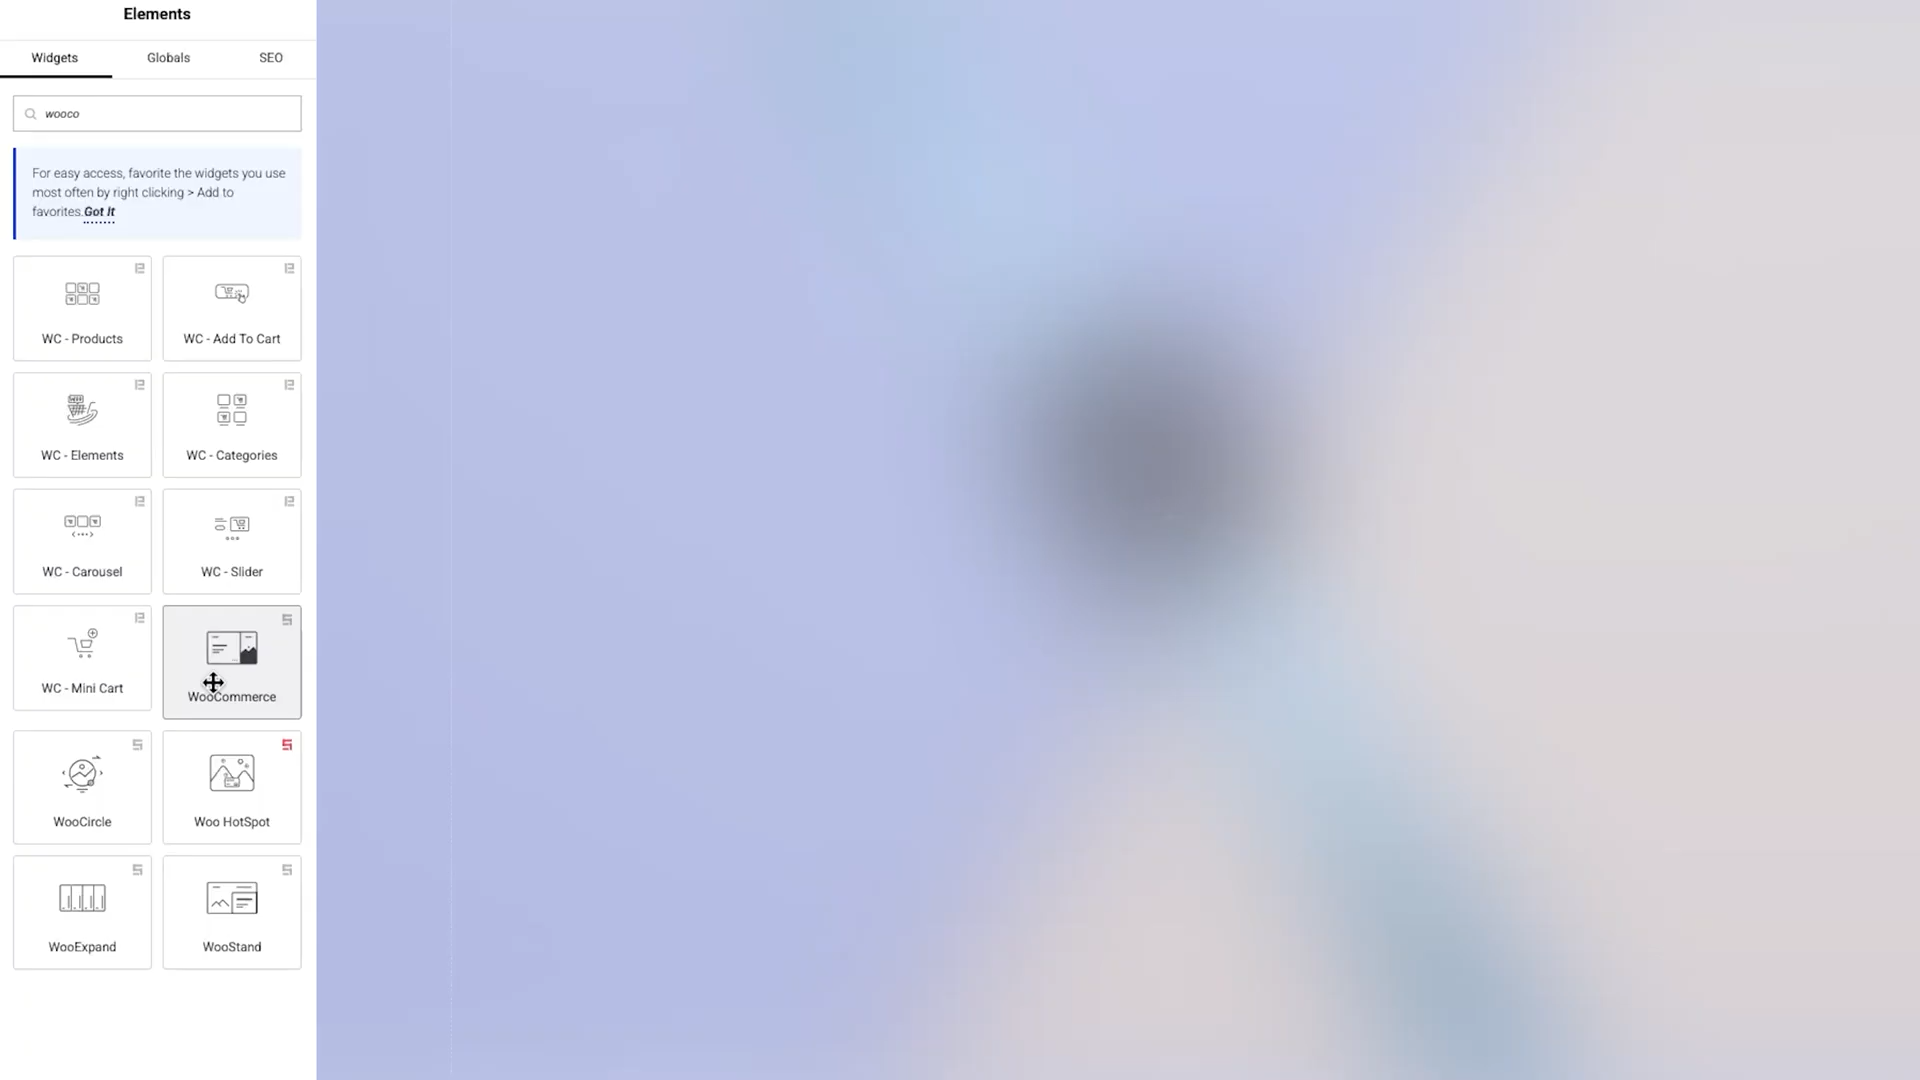 Elements
Widgets
Globals
SEO
wooco
For easy access, favorite the widgets you use
most often by right clicking > Add to
favorites.Got It
WC - Products
WC - Add To Cart
WC - Elements
WC - Categories
WC - Carousel
WC - Slider
WC - Mini Cart
WooCommerce
WooCircle
Woo HotSpot
WooExpand
WooStand